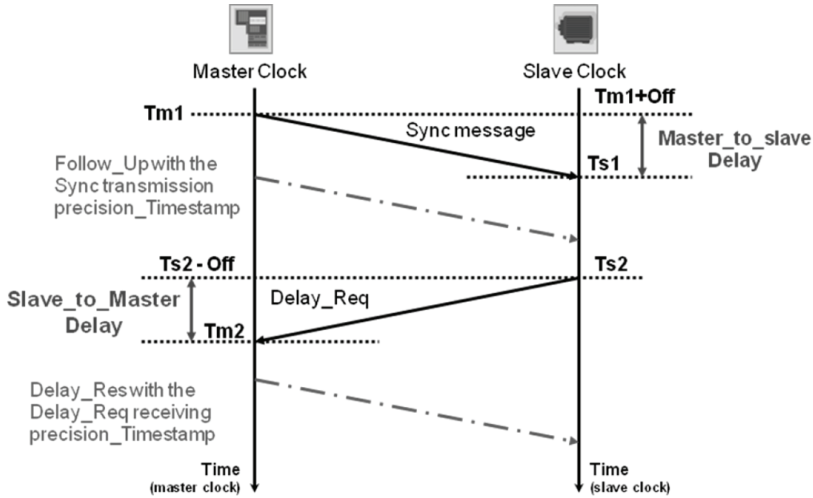 Master Clock
Slave Clock
Tm1+Off
Tm1
Sync message
Master_to_slave
Delay
Ts1
Follow_Up with the
Sync transmission
precision_Timestamp
Ts2 - Off
Ts2
Slave_to_Master
Delay
Delay_Req
Tm2
Delay_Res with the
Delay_Req receiving
precision_Timestamp
Time
(master clock)
Time
(slave clock)